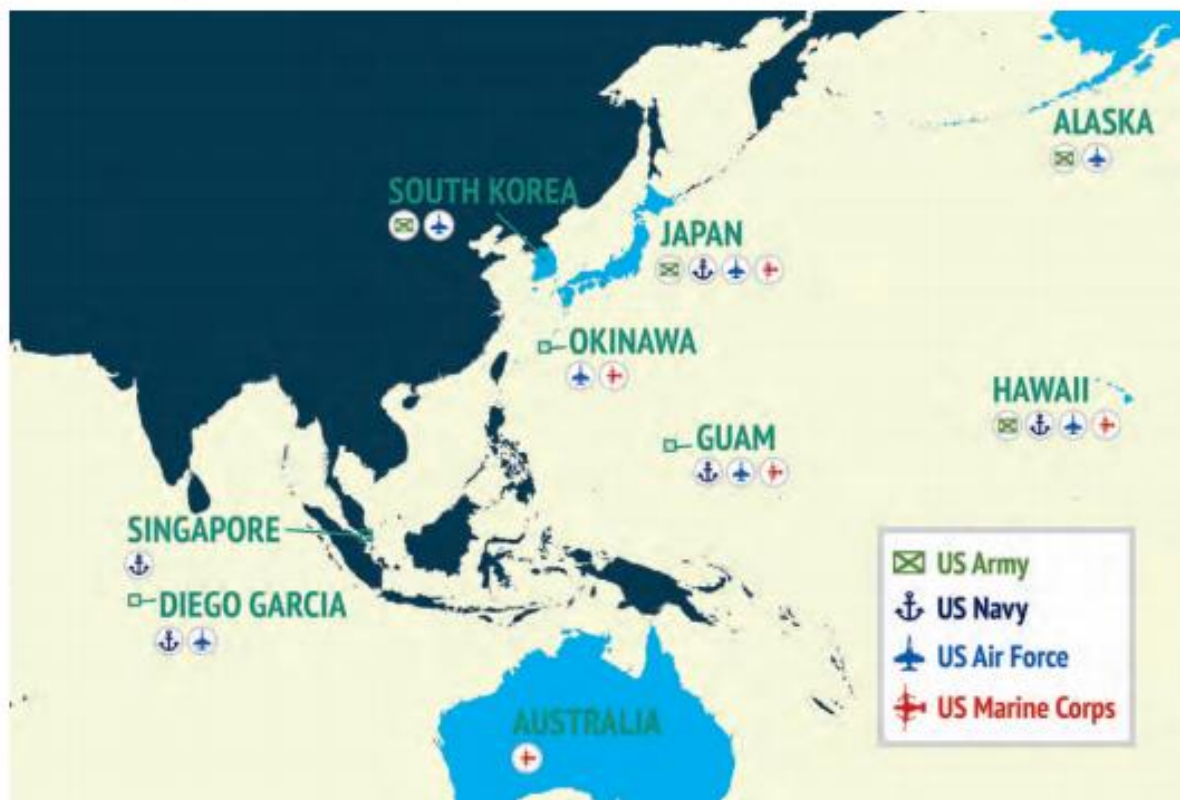 ALASKA
SOUTH KOREA
JAPAN
OKINAWA
HAWAII
GUAM
SINGAPORE
DIEGO GARCIA
AUSTRALIA
US Army
US Navy
US Air Force
US Marine Corps